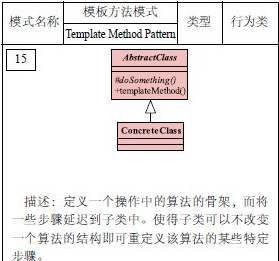 模式名称
模板方法模式
Template Method Pattern
类型
行为类
15
AbstractClass
#doSomething()
+templateMethod()
ConcreteClass
描述：定义一个操作中的算法的骨架，而将
一些步骤延迟到子类中。使得子类可以不改变
一个算法的结构即可重定义该算法的某些特定
步骤。